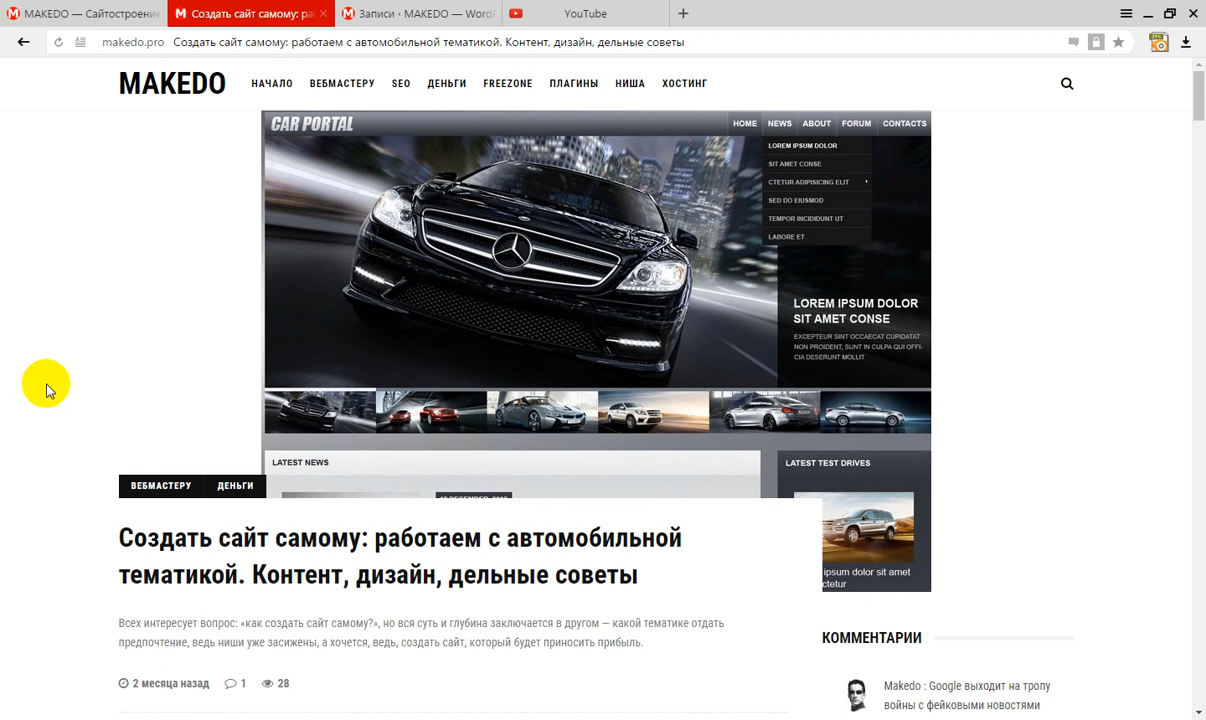 MAKEDO — Сайтостроение
Создать сайт самому: ра
Записи ‹ MAKEDO — WordP
YouTube
makedo.pro Создать сайт самому: работаем с автомобильной тематикой. Контент, дизайн, дельные советы
MAKEDO
НАЧАЛО ВЕБМАСТЕРУ SEO ДЕНЬГИ FREEZONE ПЛАГИНЫ НИША ХОСТИНГ
CAR PORTAL
HOME NEWS ABOUT FORUM CONTACTS
LOREM IPSUM DOLOR
SIT AMET CONSE
CTETUR ADIPISICING ELIT
SED DO EIUSMOD
TEMPOR INCIDIDUNT UT
LABORE ET
LOREM IPSUM DOLOR
SIT AMET CONSE
EXCEPTEUR SINT OCCAECAT CUPIDATAT
NON PROIDENT, SUNT IN CULPA QUI OFFI-
CIA DESERUNT MOLLIT
LATEST NEWS
LATEST TEST DRIVES
ipsum dolor sit amet
ctetur
ВЕБМАСТЕРУ ДЕНЬГИ
Создать сайт самому: работаем с автомобильной
тематикой. Контент, дизайн, дельные советы
Всех интересует вопрос: «как создать сайт самому?», но вся суть и глубина заключается в другом — какой тематике отдать
предпочтение, ведь ниши уже засижены, а хочется, ведь, создать сайт, который будет приносить прибыль.
2 месяца назад 1 28
КОММЕНТАРИИ
Makedo : Google выходит на тропу
войны с фейковыми новостями